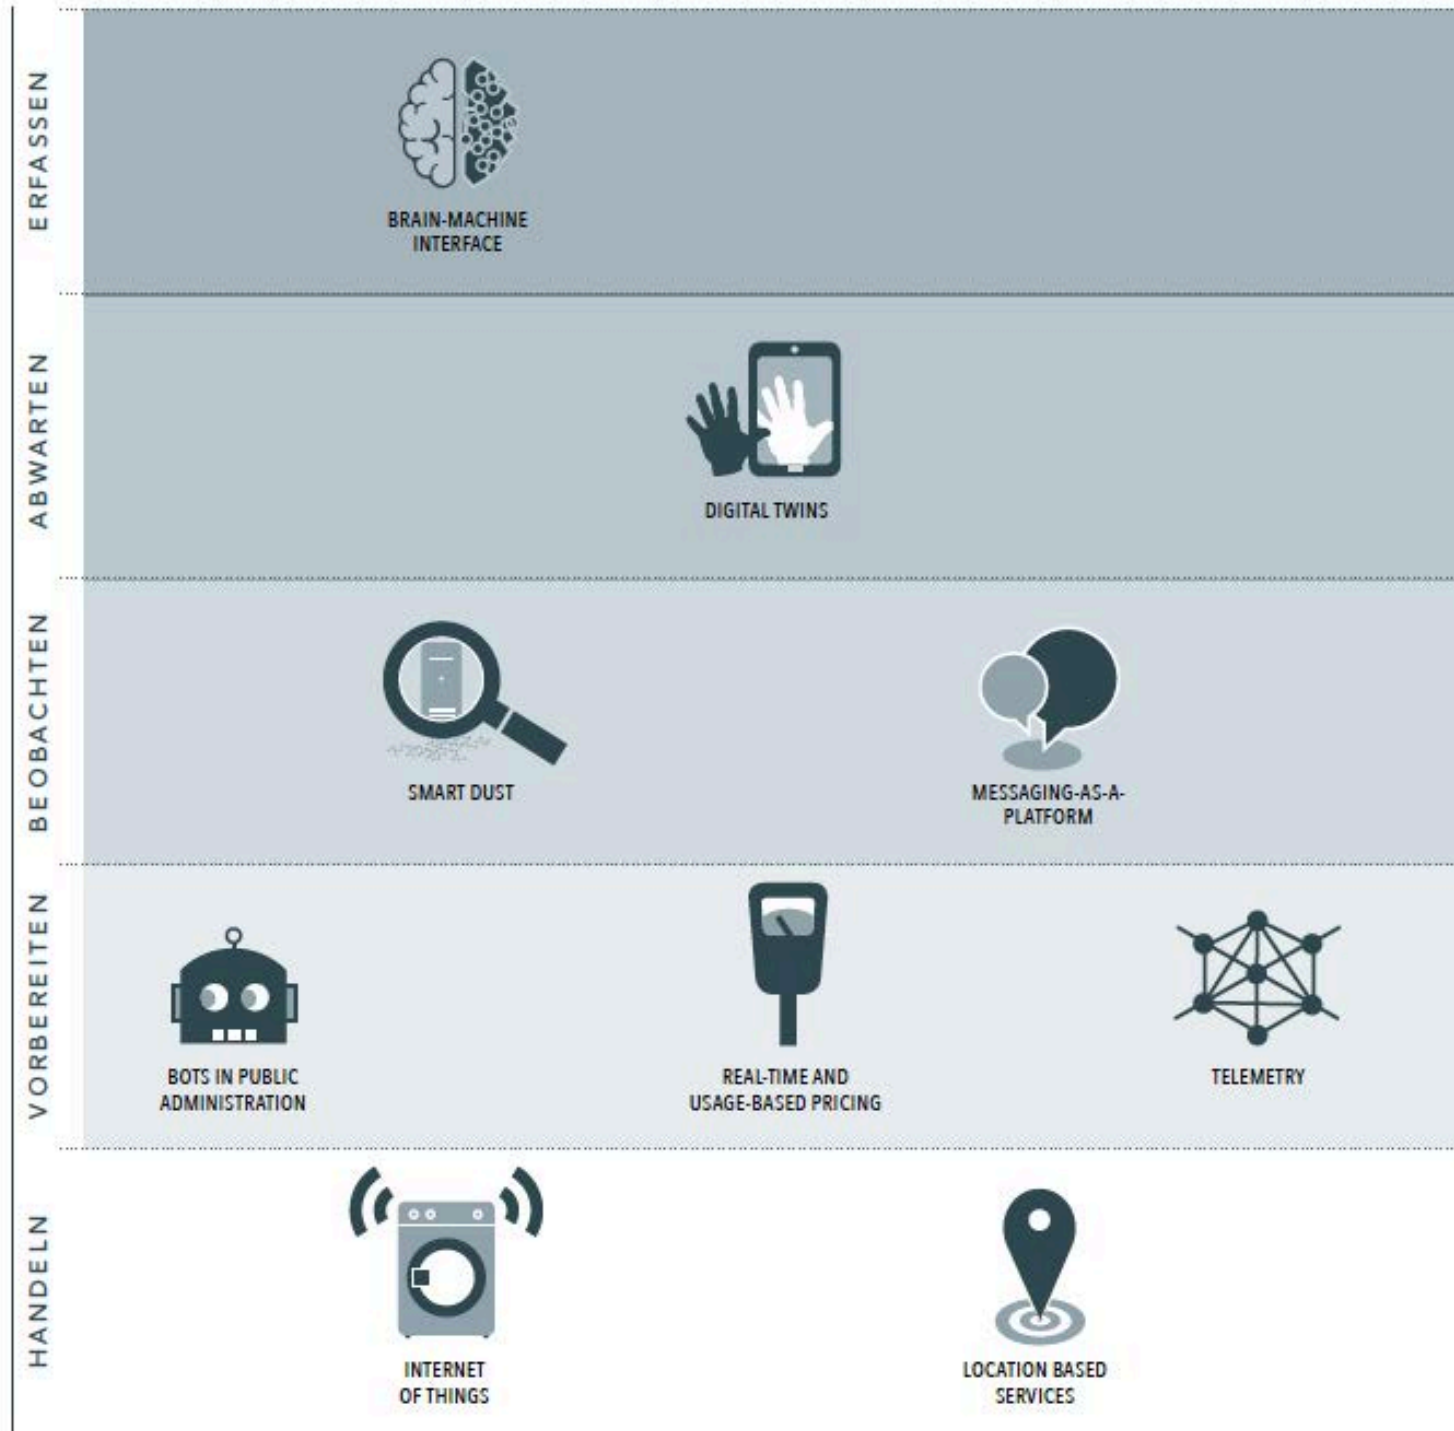 ERFASSEN
BRAIN-MACHINE
INTERFACE
ABWARTEN
DIGITAL TWINS
BEOBACHTEN
SMART DUST
MESSAGING-AS-A-
PLATFORM
VORBEREITEN
BOTS IN PUBLIC
ADMINISTRATION
REAL-TIME AND
USAGE-BASED PRICING
TELEMETRY
HANDELN
INTERNET
OF THINGS
LOCATION BASED
SERVICES